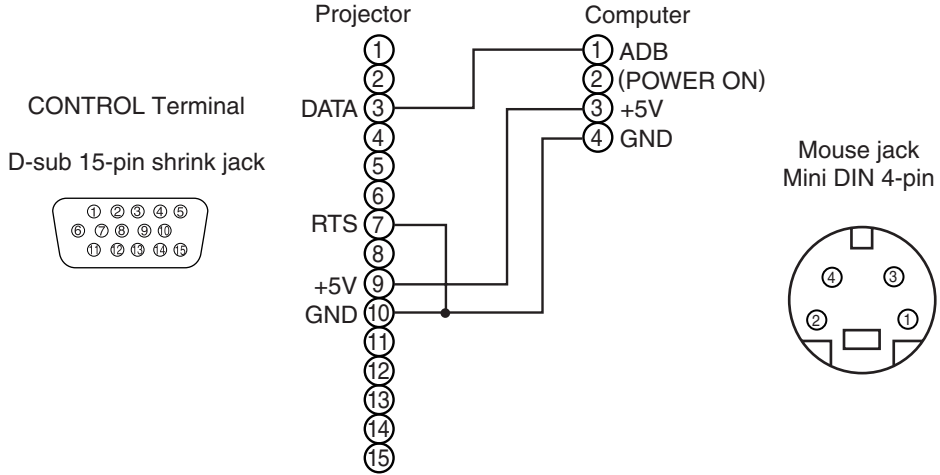 Projector
Computer
CONTROL Terminal
D-sub 15-pin shrink jack
1 2 3 4 5
6 7 8 9 10
11 12 13 14 15
1
2
DATA 3
4
5
6
RTS 7
8
+5V 9
GND 10
11
12
13
14
15
1 ADB
2 (POWER ON)
3 +5V
4 GND
Mouse jack
Mini DIN 4-pin
4 3
2 1